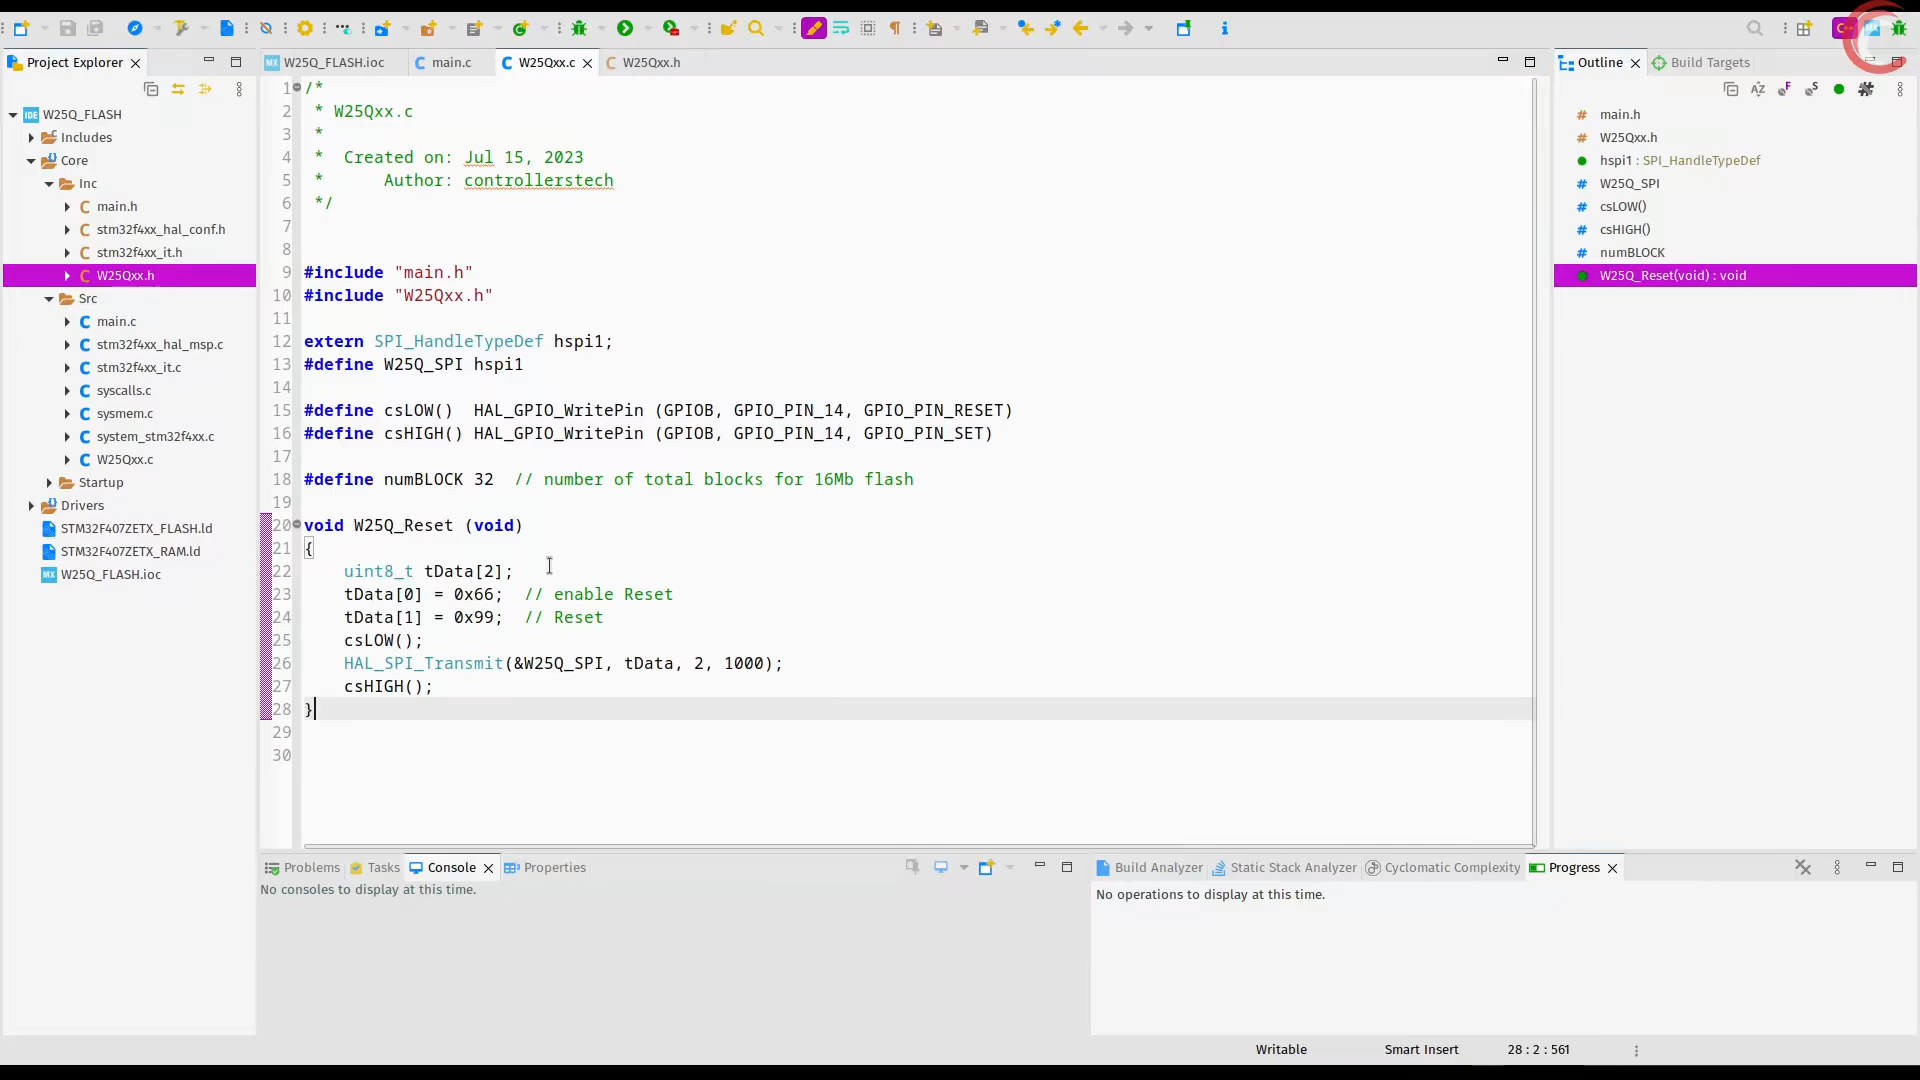 Project Explorer
W25Q_FLASH
Includes
Core
Inc
main.h
stm32f4xx_hal_conf.h
stm32f4xx_it.h
W25Qxx.h
Src
main.c
stm32f4xx_hal_msp.c
stm32f4xx_it.c
syscalls.c
sysmem.c
system_stm32f4xx.c
W25Qxx.c
Startup
Drivers
STM32F407ZETX_FLASH.ld
STM32F407ZETX_RAM.ld
W25Q_FLASH.ioc
W25Q_FLASH.ioc main.c W25Qxx.c W25Qxx.h
1 /*
2 * W25Qxx.c
3 *
4 * Created on: Jul 15, 2023
5 * Author: controllerstech
6 */
7
8
9 #include "main.h"
10 #include "W25Qxx.h"
11
12 extern SPI_HandleTypeDef hspi1;
13 #define W25Q_SPI hspi1
14
15 #define csLOW() HAL_GPIO_WritePin (GPIOB, GPIO_PIN_14, GPIO_PIN_RESET)
16 #define csHIGH() HAL_GPIO_WritePin (GPIOB, GPIO_PIN_14, GPIO_PIN_SET)
17
18 #define numBLOCK 32 // number of total blocks for 16Mb flash
19
20 void W25Q_Reset (void)
21 {
22 uint8_t tData[2];
23 tData[0] = 0x66; // enable Reset
24 tData[1] = 0x99; // Reset
25 csLOW();
26 HAL_SPI_Transmit(&W25Q_SPI, tData, 2, 1000);
27 csHIGH();
28 }
29
30
Outline Build Targets
main.h
W25Qxx.h
hspi1 : SPI_HandleTypeDef
W25Q_SPI
csLOW()
csHIGH()
numBLOCK
W25Q_Reset(void) : void
Problems Tasks Console Properties
No consoles to display at this time.
Build Analyzer Static Stack Analyzer Cyclomatic Complexity Progress
No operations to display at this time.
Writable Smart Insert 28 : 2 : 561